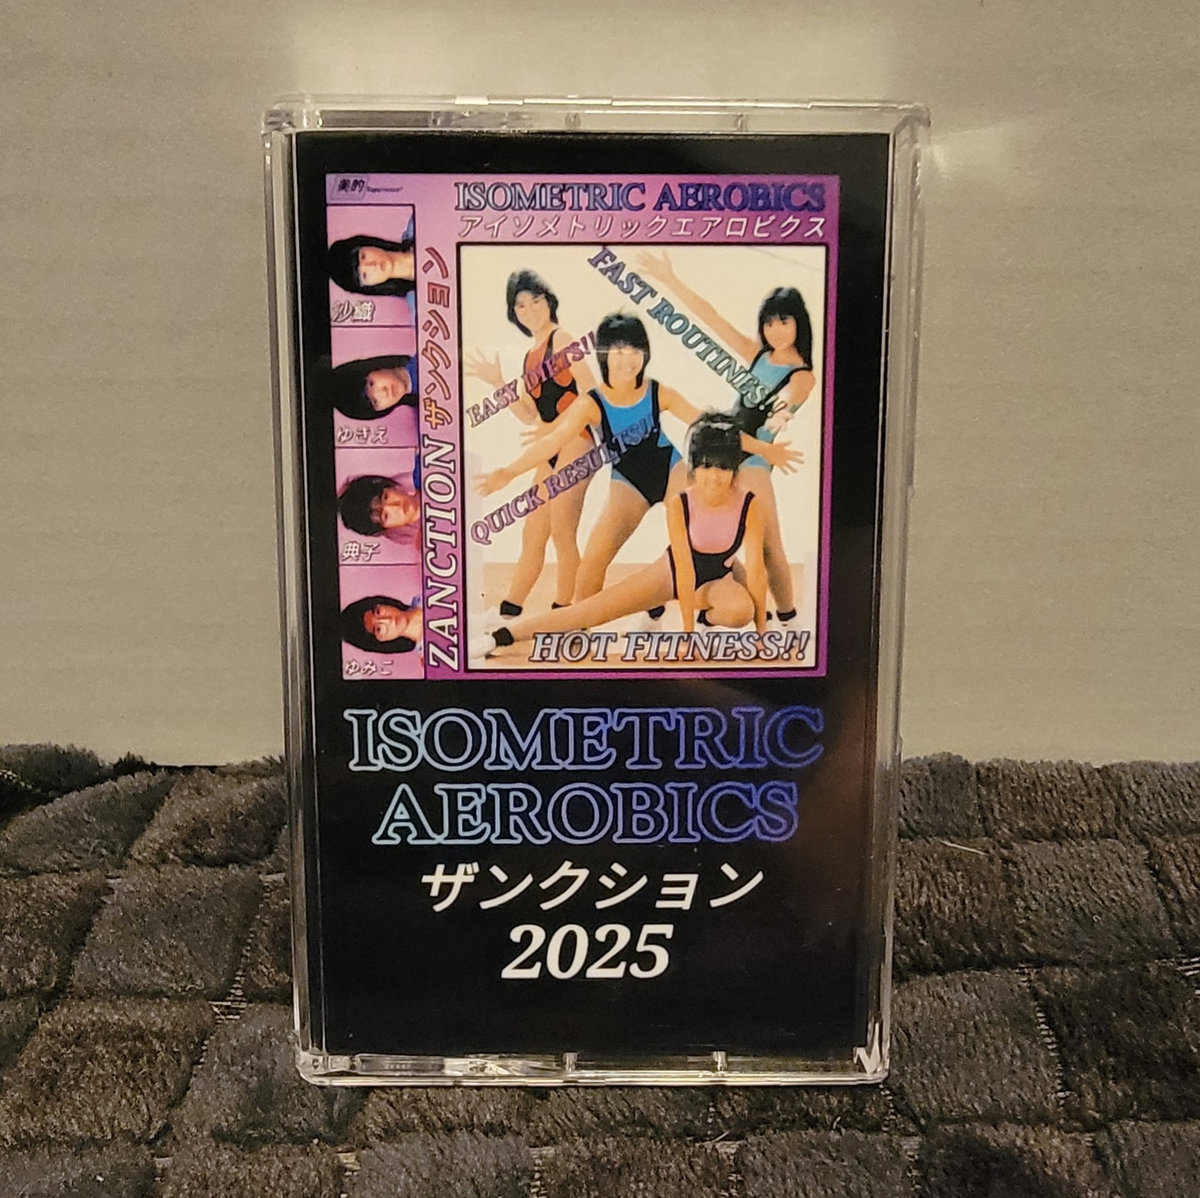 美的
ISOMETRIC AEROBICS
アイソメトリックエアロビクス
沙織
ゆきえ
典子
ゆみこ
ZANCTION ザンクション
FAST ROUTINES!!
EASY DIETS!!
QUICK RESULTS!!
HOT FITNESS!!
ISOMETRIC
AEROBICS
ザンクション
2025